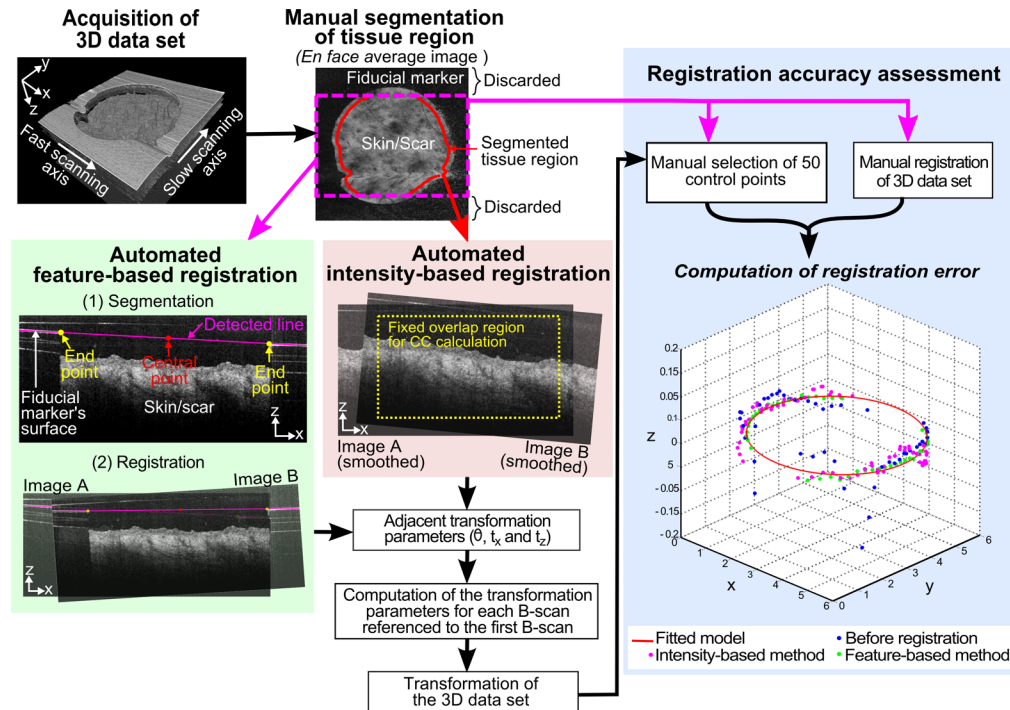 Acquisition of
3D data set
y
x
z
Fast scanning
axis
Slow scanning
axis
Manual segmentation
of tissue region
(En face average image )
Fiducial marker
Discarded
Skin/Scar
Segmented
tissue region
Discarded
Automated
feature-based registration
(1) Segmentation
Detected line
End
point
Central
point
End
point
Fiducial
marker's
surface
Skin/scar
z
x
(2) Registration
Image A
Image B
z
x
Automated
intensity-based registration
Fixed overlap region
for CC calculation
z
x
Image A
(smoothed)
Image B
(smoothed)
Adjacent transformation
parameters (θ, tx and tz)
Computation of the transformation
parameters for each B-scan
referenced to the first B-scan
Transformation of
the 3D data set
Registration accuracy assessment
Manual selection of 50
control points
Manual registration
of 3D data set
Computation of registration error
0.2
0.2
0.05
0.1
0.05
z
0
-0.05
-0.1
-0.15
-0.2
0
1
2
3
4
5
6
x
0
1
2
3
4
5
6
y
Fitted model
Before registration
Intensity-based method
Feature-based method